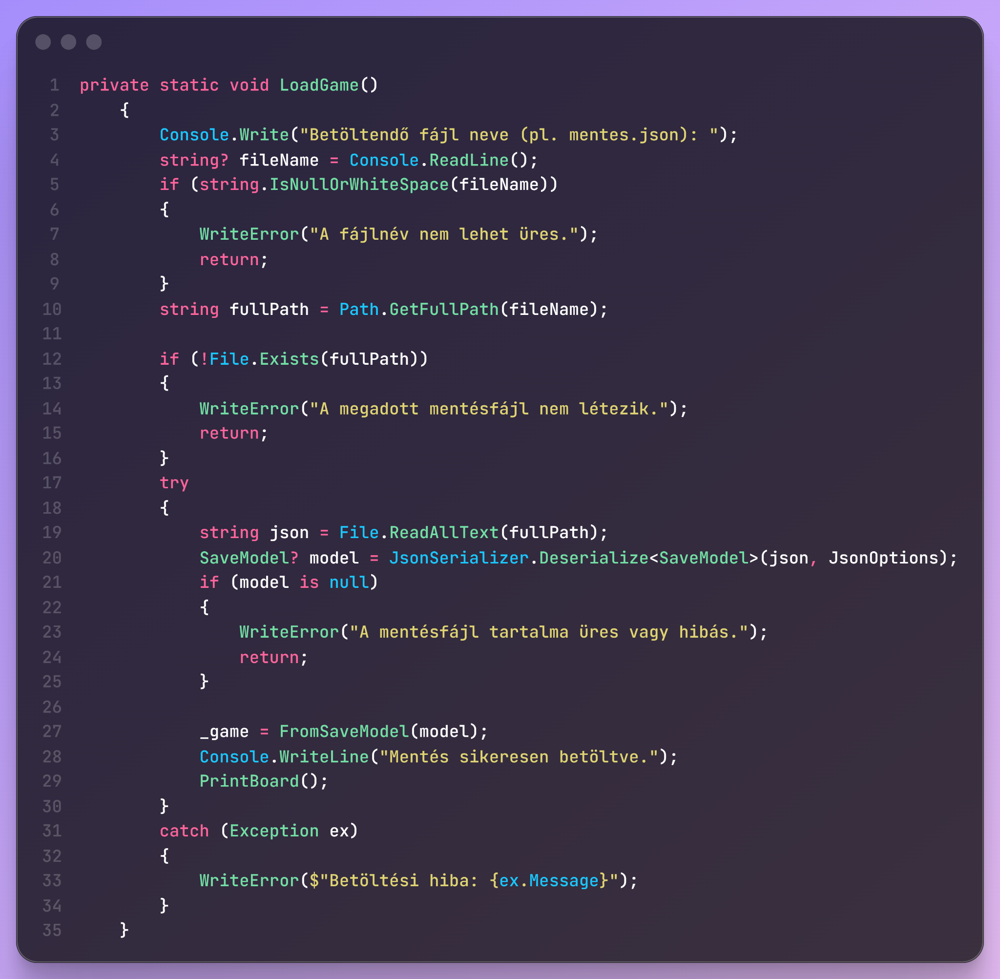 1 private static void LoadGame()
2     {
3         Console.Write("Betöltendő fájl neve (pl. mentes.json): ");
4         string? fileName = Console.ReadLine();
5         if (string.IsNullOrWhiteSpace(fileName))
6         {
7             WriteError("A fájlnév nem lehet üres.");
8             return;
9         }
10         string fullPath = Path.GetFullPath(fileName);
11
12         if (!File.Exists(fullPath))
13         {
14             WriteError("A megadott mentésfájl nem létezik.");
15             return;
16         }
17         try
18         {
19             string json = File.ReadAllText(fullPath);
20             SaveModel? model = JsonSerializer.Deserialize<SaveModel>(json, JsonOptions);
21             if (model is null)
22             {
23                 WriteError("A mentésfájl tartalma üres vagy hibás.");
24                 return;
25             }
26
27             _game = FromSaveModel(model);
28             Console.WriteLine("Mentés sikeresen betöltve.");
29             PrintBoard();
30         }
31         catch (Exception ex)
32         {
33             WriteError($"Betöltési hiba: {ex.Message}");
34         }
35     }